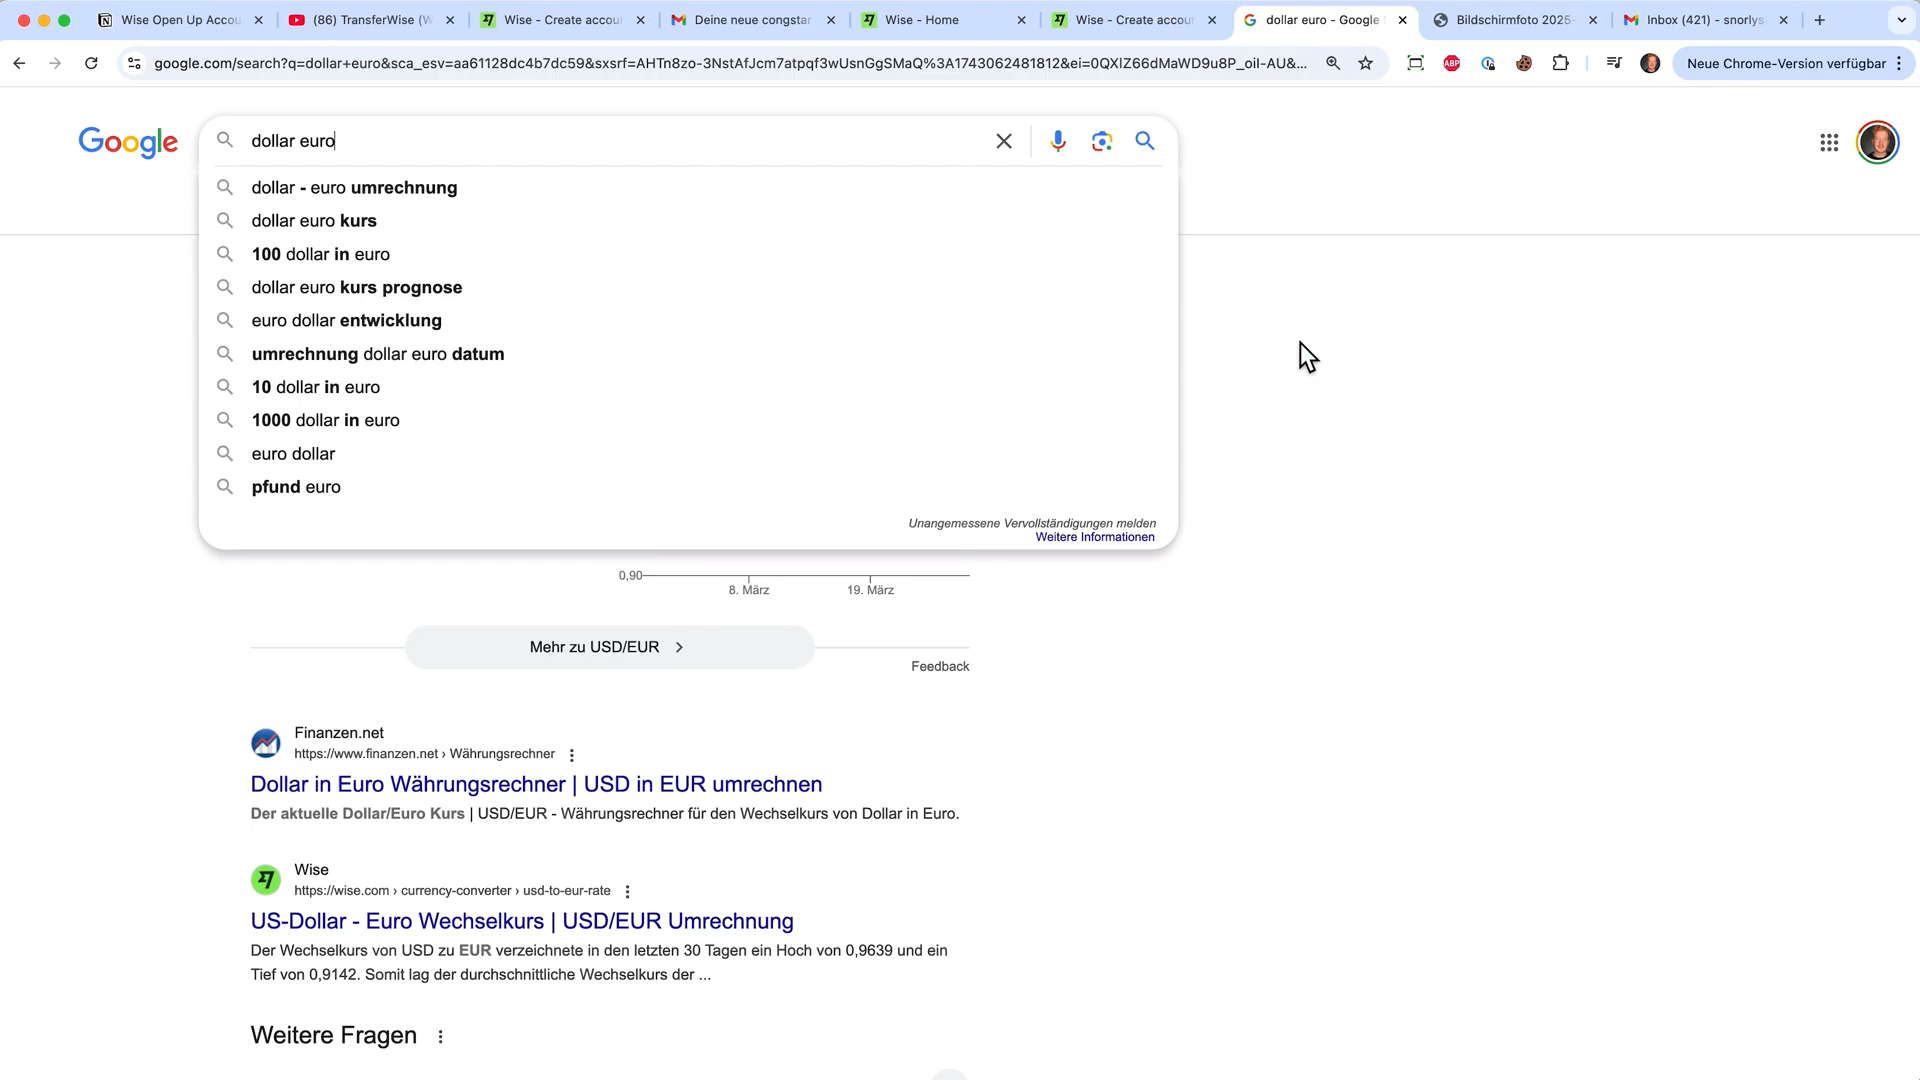 Wise Open Up Accou
(86) TransferWise (W
Wise - Create accoun
Deine neue congstar
Wise - Home
Wise - Create accoun
dollar euro - Google S
Bildschirmfoto 2025-
Inbox (421) - snorlys
google.com/search?q=dollar+euro&sca_esv=aa61128dc4b7dc59&sxsrf=AHTn8zo-3NstAfJcm7atpqf3wUsnGgSMaQ%3A1743062481812&ei=0QXlZ66dMaWD9u8P_oil-AU&...
ABP
Neue Chrome-Version verfügbar
Google
dollar euro
dollar - euro umrechnung
dollar euro kurs
100 dollar in euro
dollar euro kurs prognose
euro dollar entwicklung
umrechnung dollar euro datum
10 dollar in euro
1000 dollar in euro
euro dollar
pfund euro
Unangemessene Vervollständigungen melden
Weitere Informationen
0,90
8. März
19. März
Mehr zu USD/EUR
Feedback
Finanzen.net
https://www.finanzen.net › Währungsrechner
Dollar in Euro Währungsrechner | USD in EUR umrechnen
Der aktuelle Dollar/Euro Kurs | USD/EUR - Währungsrechner für den Wechselkurs von Dollar in Euro.
Wise
https://wise.com › currency-converter › usd-to-eur-rate
US-Dollar - Euro Wechselkurs | USD/EUR Umrechnung
Der Wechselkurs von USD zu EUR verzeichnete in den letzten 30 Tagen ein Hoch von 0,9639 und ein
Tief von 0,9142. Somit lag der durchschnittliche Wechselkurs der ...
Weitere Fragen